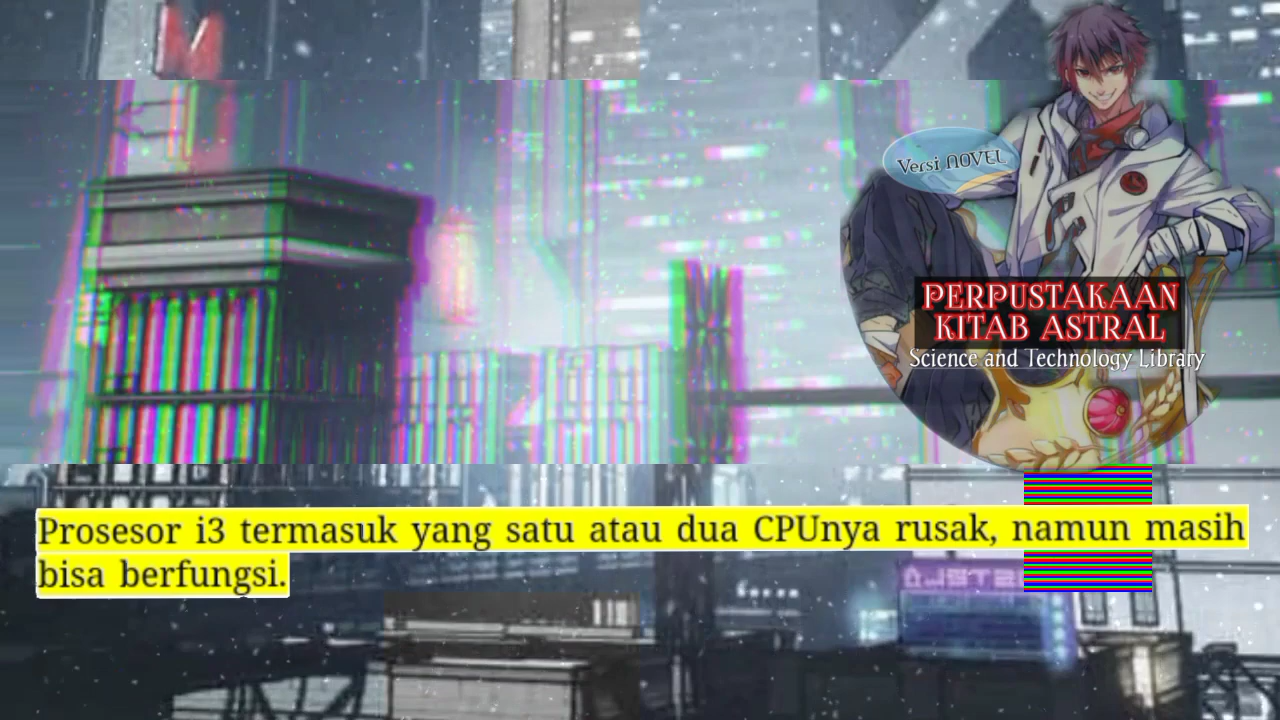 Versi NOVEL
PERPUSTAKAAN
KITAB ASTRAL
Science and Technology Library
Prosesor i3 termasuk yang satu atau dua CPUnya rusak, namun masih
bisa berfungsi.